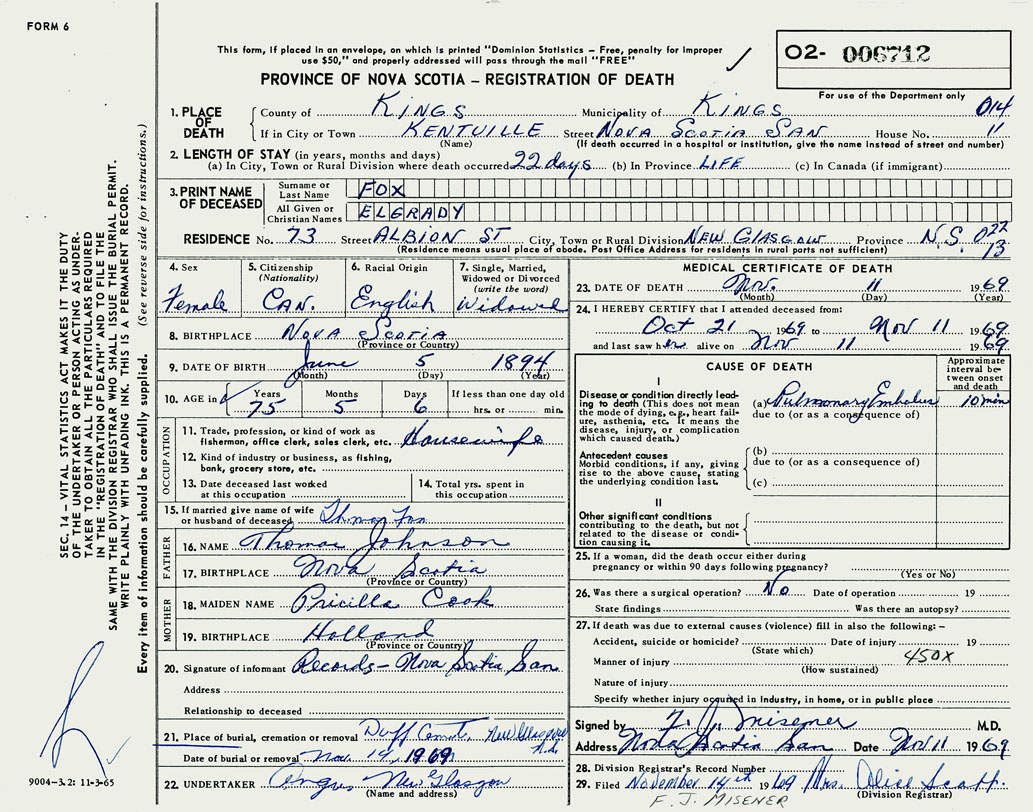 FORM 6
This form, if placed in an envelope, on which is printed "Dominion Statistics – Free, penalty for improper
use $50," and properly addressed will pass through the mail "FREE"
02- 006712
For use of the Department only
PROVINCE OF NOVA SCOTIA – REGISTRATION OF DEATH
014
1. PLACE OF DEATH County of KINGS Municipality of KINGS
If in City or Town KENTVILLE Street NOVA SCOTIA SAN House No. 11
(Name) (If death occurred in a hospital or institution, give the name instead of street and number)
2. LENGTH OF STAY (in years, months and days)
(a) In City, Town or Rural Division where death occurred 22 days (b) In Province LIFE (c) In Canada (if immigrant)
3. PRINT NAME OF DECEASED Surname or Last Name FOX
All Given or Christian Names ELGRADY
RESIDENCE No. 73 Street ALBION ST City, Town or Rural Division NEW GLASGOW Province N.S. 022
(Residence means usual place of abode. Post Office Address for residents in rural parts not sufficient) 13
4. Sex Female
5. Citizenship (Nationality) CAN.
6. Racial Origin English
7. Single, Married, Widowed or Divorced (write the word) Widowed
8. BIRTHPLACE Nova Scotia
(Province or Country)
9. DATE OF BIRTH June 5 1894
(Month) (Day) (Year)
10. AGE in Years 75 Months 5 Days 6 If less than one day old hrs. or min.
OCCUPATION
11. Trade, profession, or kind of work as fisherman, office clerk, sales clerk, etc. Housewife
12. Kind of industry or business, as fishing, bank, grocery store, etc.
13. Date deceased last worked at this occupation
14. Total yrs. spent in this occupation
15. If married give name of wife or husband of deceased Thomas Fox
FATHER
16. NAME Thomas Johnson
17. BIRTHPLACE Nova Scotia
(Province or Country)
MOTHER
18. MAIDEN NAME Pricilla Cook
19. BIRTHPLACE Holland
(Province or Country)
20. Signature of informant Records – Nova Scotia San
Address
Relationship to deceased
21. Place of burial, cremation or removal Duff Cemt. New Glasgow
Date of burial or removal Nov. 14, 1969
22. UNDERTAKER Angus New Glasgow
(Name and address)
MEDICAL CERTIFICATE OF DEATH
23. DATE OF DEATH Nov. 11 1969
(Month) (Day) (Year)
24. I HEREBY CERTIFY that I attended deceased from:
Oct 21 1969 to Nov 11 1969
and last saw her alive on Nov 11 1969
CAUSE OF DEATH
Approximate interval between onset and death
I
Disease or condition directly leading to death (This does not mean the mode of dying, e.g., heart failure, asthenia, etc. It means the disease, injury, or complication which caused death.)
(a) Pulmonary Embolus 10 min
due to (or as a consequence of)
Antecedent causes
Morbid conditions, if any, giving rise to the above cause, stating the underlying condition last.
(b)
due to (or as a consequence of)
(c)
II
Other significant conditions
contributing to the death, but not related to the disease or condition causing it.
25. If a woman, did the death occur either during
pregnancy or within 90 days following pregnancy?
(Yes or No)
26. Was there a surgical operation? No Date of operation 19
State findings Was there an autopsy?
27. If death was due to external causes (violence) fill in also the following: –
Accident, suicide or homicide? Date of injury 19
(State which)
Manner of injury 450X
(How sustained)
Nature of injury
Specify whether injury occurred in Industry, in home, or in public place
Signed by F. J. Misener M.D.
Address Nova Scotia San Date Nov 11 1969
28. Division Registrar's Record Number
29. Filed November 14th 1969 Mrs. Alice Scott.
(Division Registrar)
F. J. MISENER
SEC. 14 – VITAL STATISTICS ACT MAKES IT THE DUTY
OF THE UNDERTAKER OR PERSON ACTING AS UNDER-
TAKER TO OBTAIN ALL THE PARTICULARS REQUIRED
IN THE "REGISTRATION OF DEATH" AND TO FILE THE
SAME WITH THE DIVISION REGISTRAR WHO SHALL ISSUE THE BURIAL PERMIT.
WRITE PLAINLY WITH UNFADING INK. THIS IS A PERMANENT RECORD.
Every item of information should be carefully supplied. (See reverse side for instructions.)
9004-3.2: 11-3-65